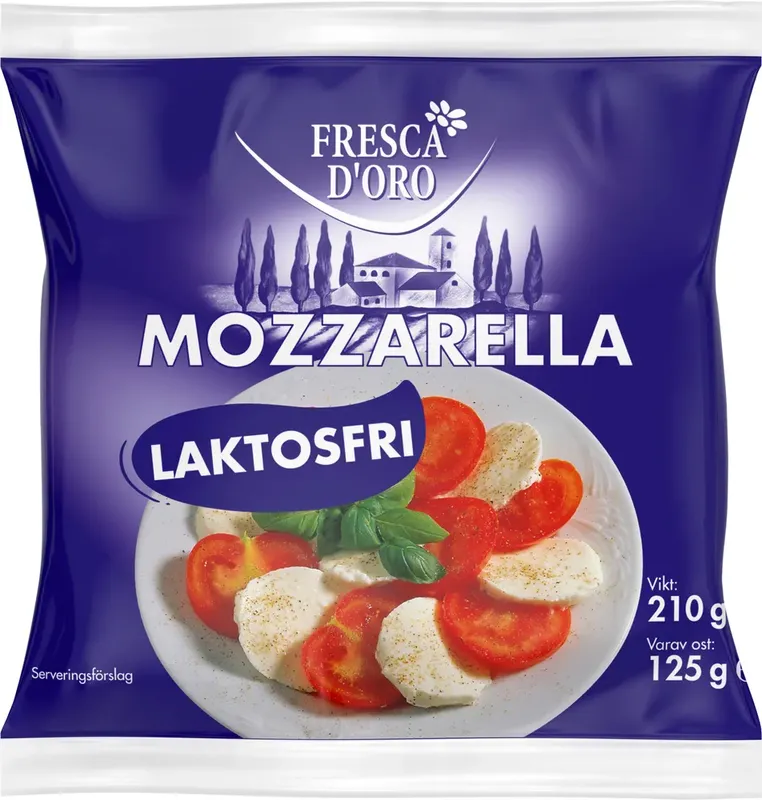 FRESCA
D'ORO
MOZZARELLA
LAKTOSFRI
Vikt:
210 g
Varav ost:
125 g
Serveringsförslag